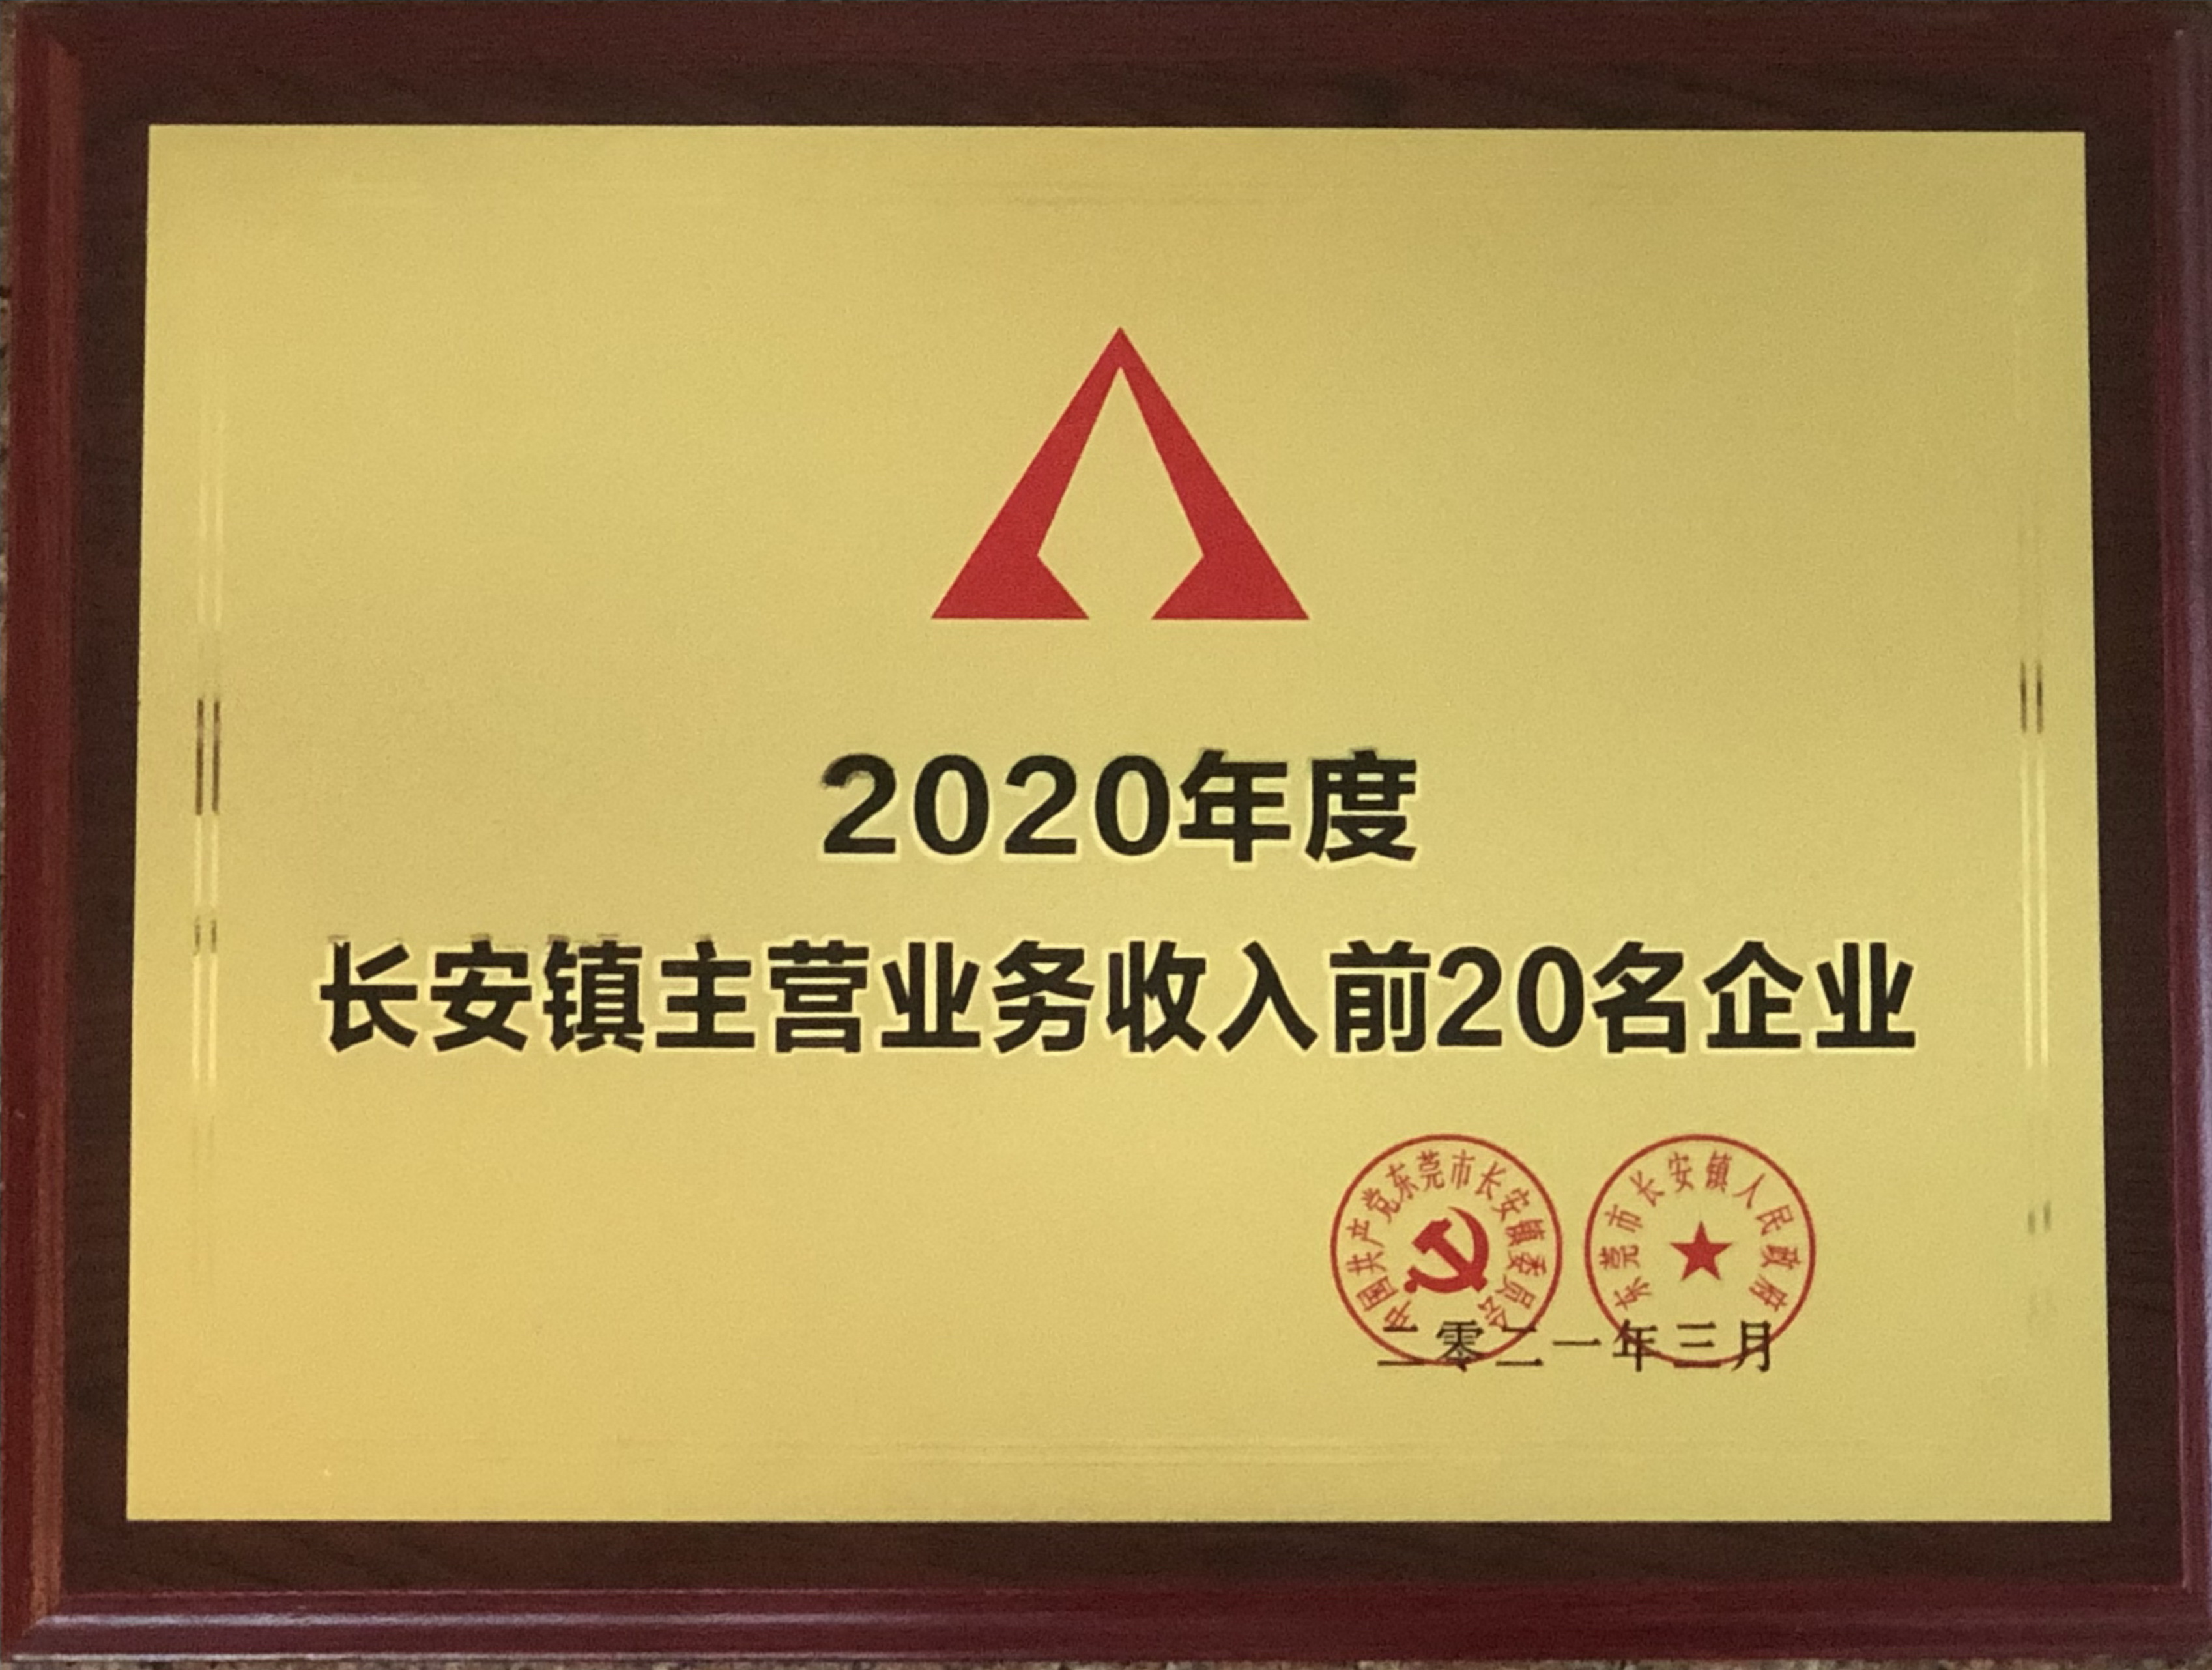 2020年度
长安镇主营业务收入前20名企业
中国共产党东莞市长安镇委员会
东莞市长安镇人民政府
二零二一年三月